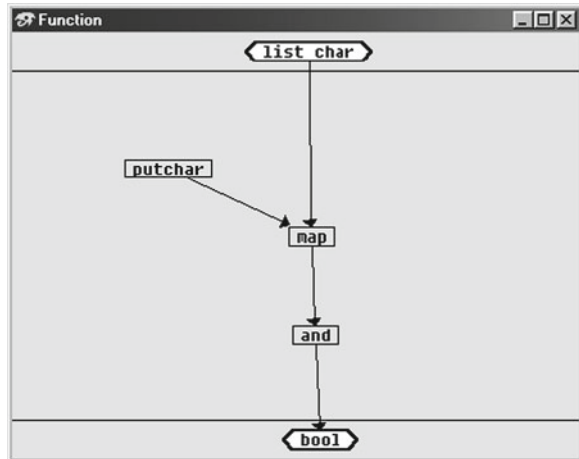 Function
list char
putchar
map
and
bool